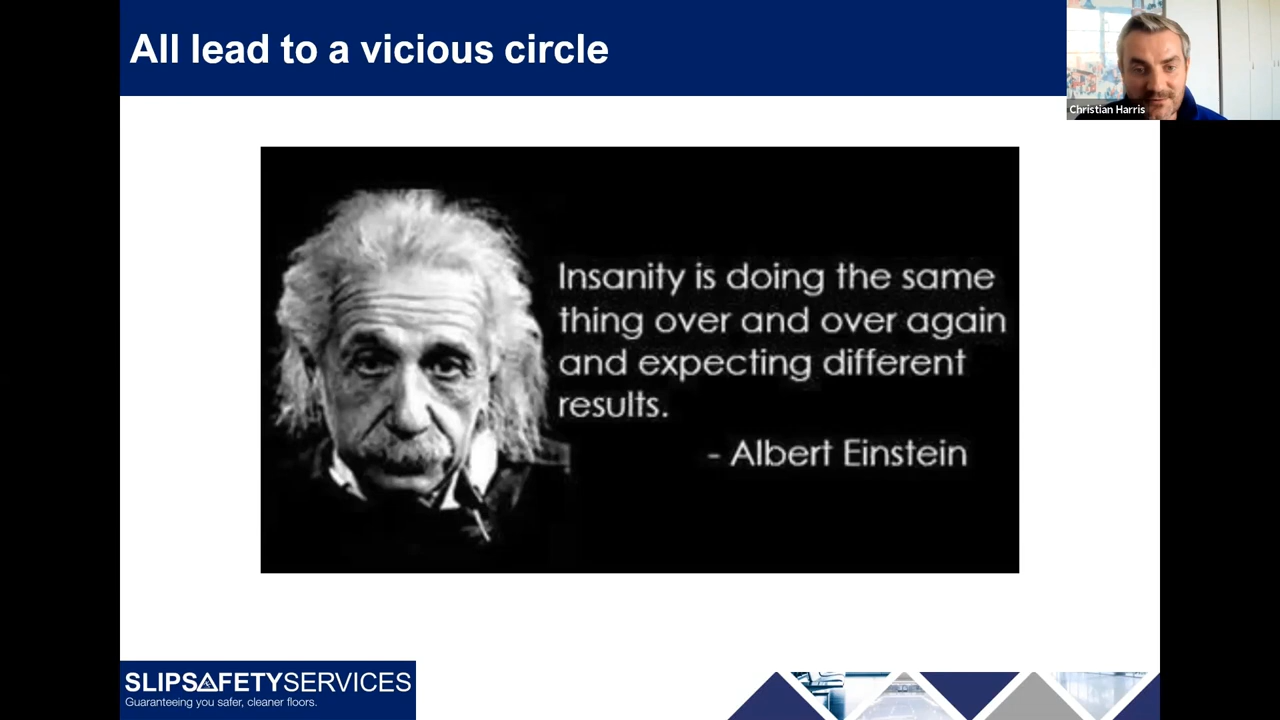 All lead to a vicious circle
Christian Harris
Insanity is doing the same
thing over and over again
and expecting different
results.
- Albert Einstein
SLIPSAFETYSERVICES
Guaranteeing you safer, cleaner floors.